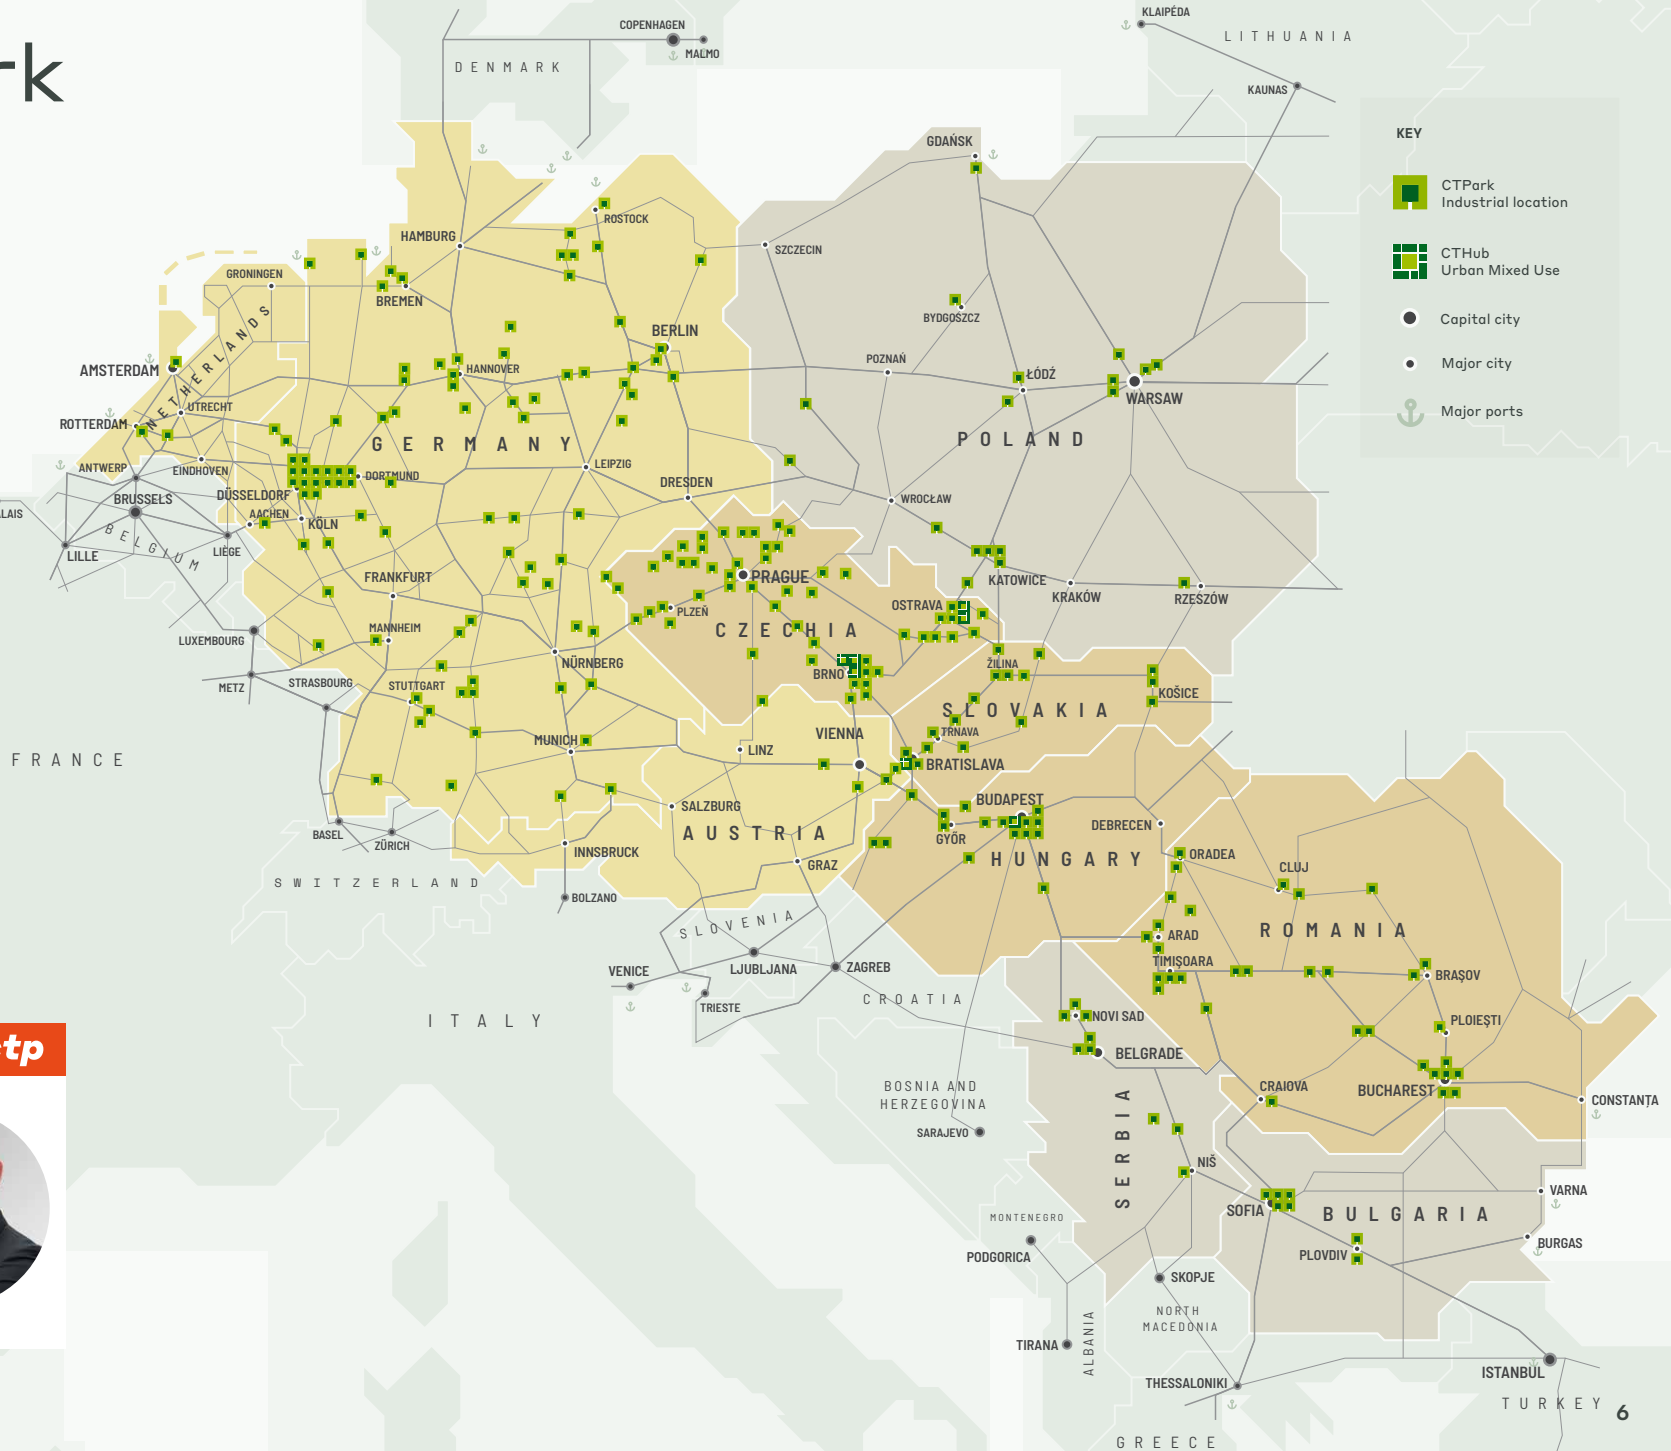 rk
KLAIPĖDA
LITHUANIA
KAUNAS
COPENHAGEN
MALMO
DENMARK
KEY
CTPark
Industrial location
CTHub
Urban Mixed Use
Capital city
Major city
Major ports
GDAŃSK
ROSTOCK
HAMBURG
SZCZECIN
GRONINGEN
BREMEN
BYDGOSZCZ
BERLIN
NETHERLANDS
AMSTERDAM
HANNOVER
POZNAŃ
ŁÓDŹ
WARSAW
UTRECHT
ROTTERDAM
GERMANY
POLAND
ANTWERP
EINDHOVEN
DORTMUND
LEIPZIG
DRESDEN
WROCŁAW
BRUSSELS
DÜSSELDORF
ALAIS
AACHEN
KÖLN
BELGIUM
LILLE
LIÈGE
FRANKFURT
PRAGUE
KATOWICE
KRAKÓW
RZESZÓW
PLZEŇ
OSTRAVA
CZECHIA
LUXEMBOURG
MANNHEIM
NÜRNBERG
BRNO
ŽILINA
METZ
STRASBOURG
STUTTGART
KOŠICE
SLOVAKIA
TRNAVA
FRANCE
MUNICH
LINZ
VIENNA
BRATISLAVA
SALZBURG
BUDAPEST
BASEL
ZÜRICH
AUSTRIA
GYÖR
DEBRECEN
INNSBRUCK
GRAZ
HUNGARY
ORADEA
CLUJ
SWITZERLAND
BOLZANO
SLOVENIA
ROMANIA
ARAD
VENICE
LJUBLJANA
ZAGREB
TIMIȘOARA
BRAȘOV
TRIESTE
CROATIA
ITALY
NOVI SAD
PLOIEȘTI
ctp
BELGRADE
BOSNIA AND
HERZEGOVINA
CRAIOVA
BUCHAREST
CONSTANȚA
SARAJEVO
SERBIA
NIŠ
VARNA
MONTENEGRO
SOFIA
BULGARIA
PODGORICA
PLOVDIV
BURGAS
SKOPJE
NORTH
MACEDONIA
TIRANA
ALBANIA
THESSALONIKI
ISTANBUL
TURKEY
6
GREECE